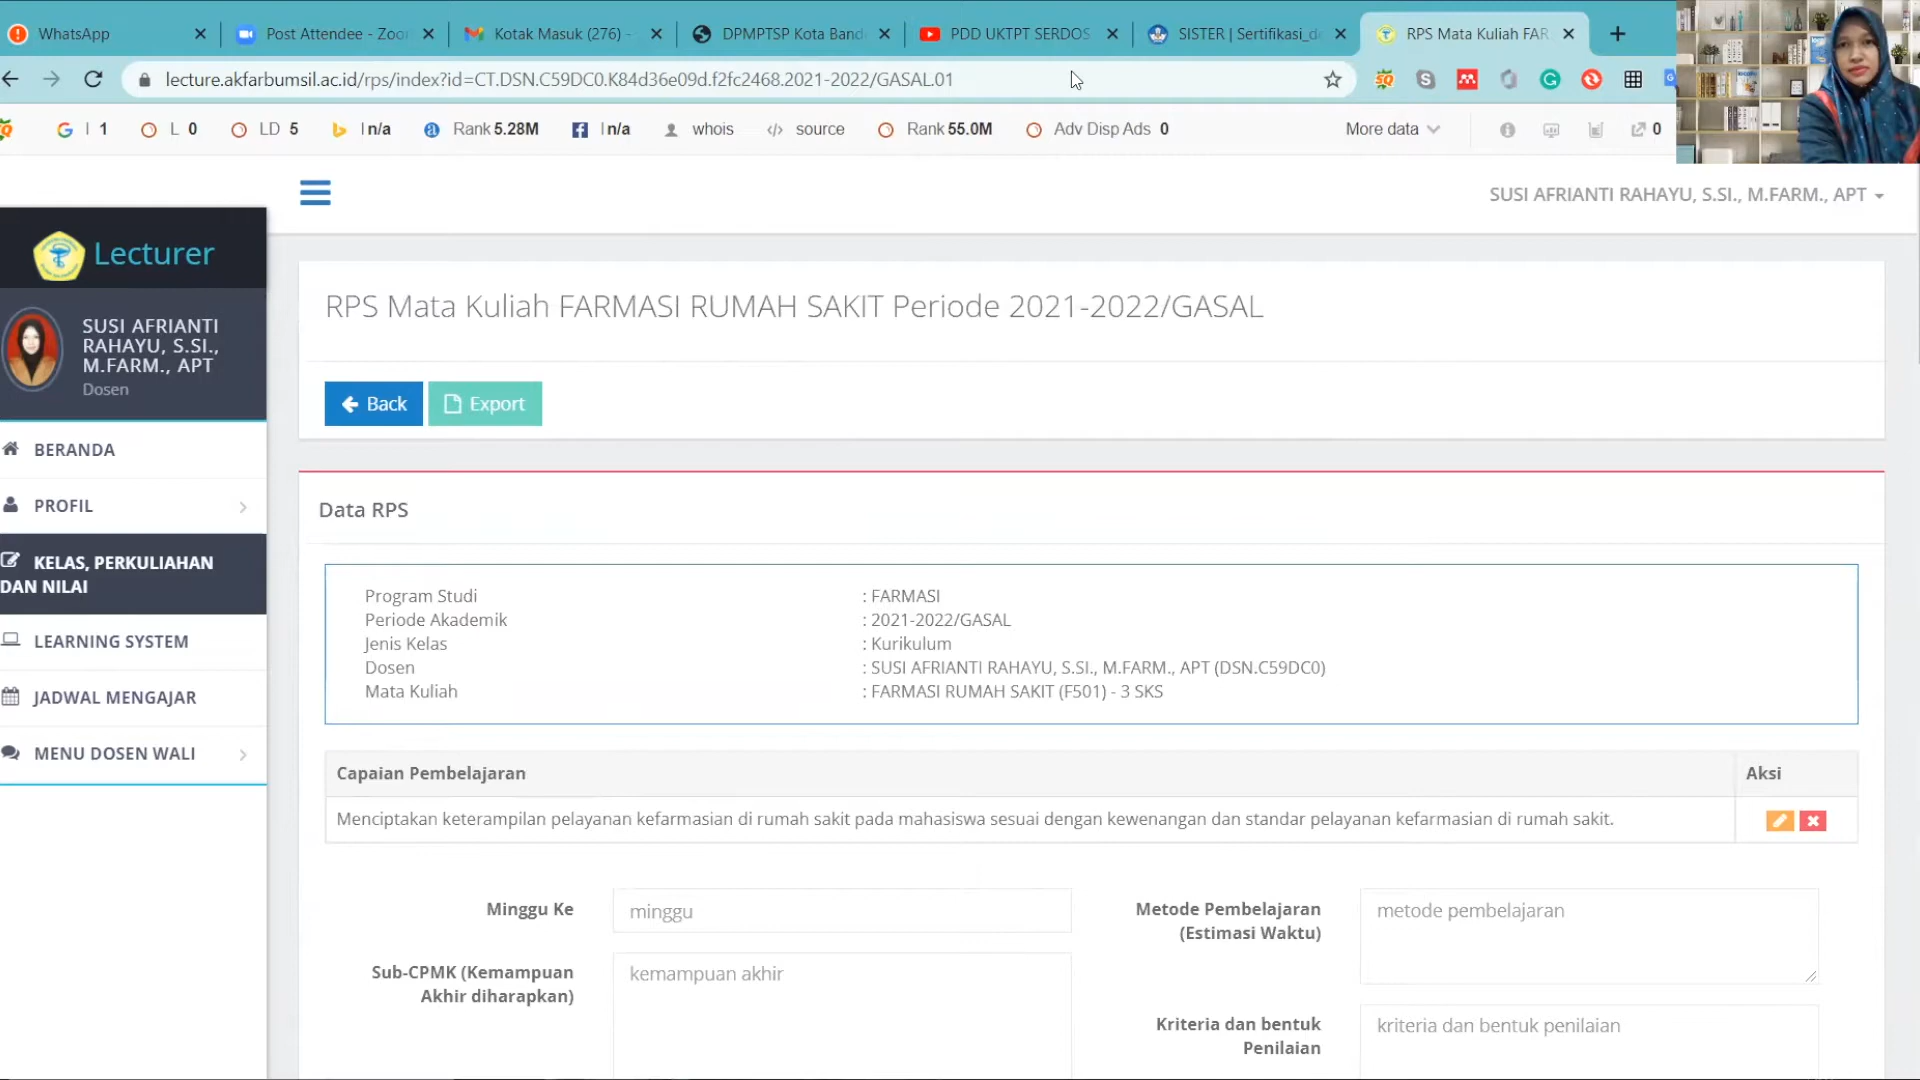 WhatsApp
Post Attendee - Zoo
Kotak Masuk (276) -
DPMPTSP Kota Band
PDD UKTPT SERDOS
SISTER | Sertifikasi_d
RPS Mata Kuliah FAR
lecture.akfarbumsil.ac.id/rps/index?id=CT.DSN.C59DC0.K84d36e09d.f2fc2468.2021-2022/GASAL.01
I 1
L 0
LD 5
I n/a
Rank 5.28M
I n/a
whois
source
Rank 55.0M
Adv Disp Ads 0
More data
0
SUSI AFRIANTI RAHAYU, S.SI., M.FARM., APT
Lecturer
SUSI AFRIANTI
RAHAYU, S.SI.,
M.FARM., APT
Dosen
BERANDA
PROFIL
KELAS, PERKULIAHAN
DAN NILAI
LEARNING SYSTEM
JADWAL MENGAJAR
MENU DOSEN WALI
RPS Mata Kuliah FARMASI RUMAH SAKIT Periode 2021-2022/GASAL
Back
Export
Data RPS
Program Studi : FARMASI
Periode Akademik : 2021-2022/GASAL
Jenis Kelas : Kurikulum
Dosen : SUSI AFRIANTI RAHAYU, S.SI., M.FARM., APT (DSN.C59DC0)
Mata Kuliah : FARMASI RUMAH SAKIT (F501) - 3 SKS
Capaian Pembelajaran Aksi
Menciptakan keterampilan pelayanan kefarmasian di rumah sakit pada mahasiswa sesuai dengan kewenangan dan standar pelayanan kefarmasian di rumah sakit.
Minggu Ke
minggu
Sub-CPMK (Kemampuan
Akhir diharapkan)
kemampuan akhir
Metode Pembelajaran
(Estimasi Waktu)
metode pembelajaran
Kriteria dan bentuk
Penilaian
kriteria dan bentuk penilaian